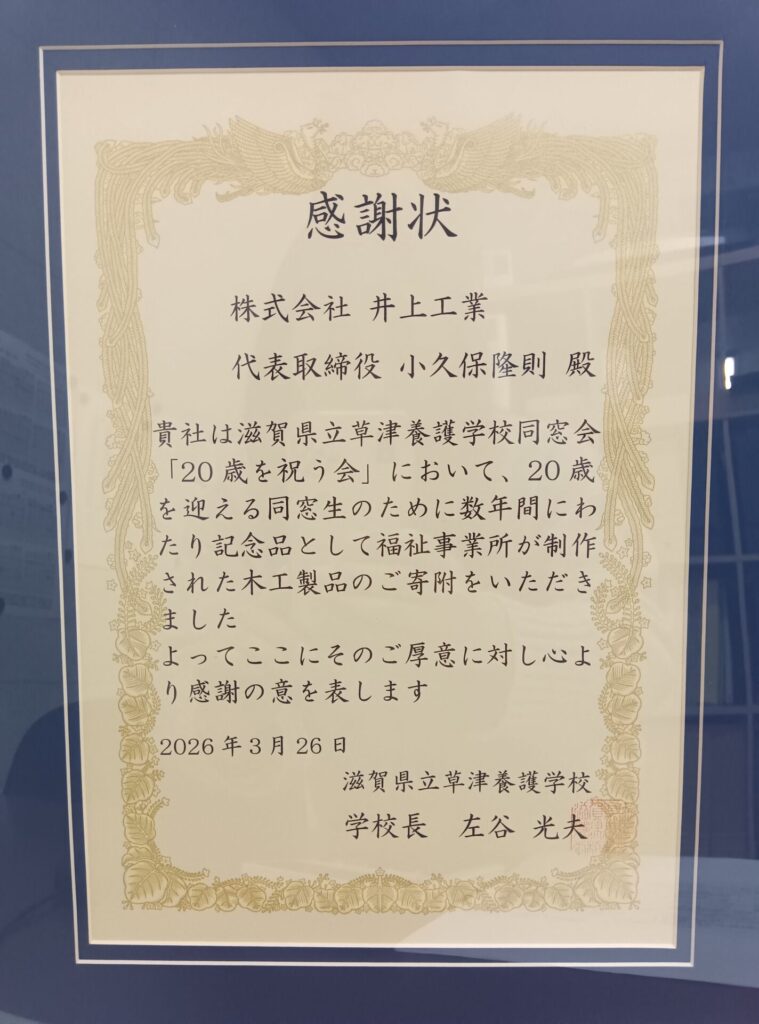 感謝状
株式会社 井上工業
代表取締役 小久保隆則 殿
貴社は滋賀県立草津養護学校同窓会
「20歳を祝う会」において、20歳
を迎える同窓生のために数年間にわ
たり記念品として福祉事業所が制作
された木工製品のご寄附をいただき
ました
よってここにそのご厚意に対し心よ
り感謝の意を表します
2026年3月26日
滋賀県立草津養護学校
学校長 左谷 光夫